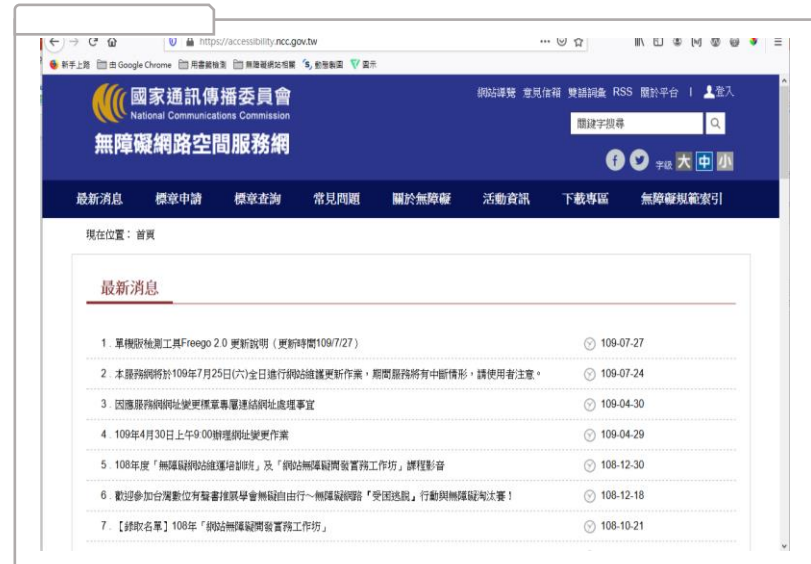 https://accessibility.ncc.gov.tw
新手上路 由 Google Chrome 用書館檢測 無障礙網站相關 動態製圖 圖示
國家通訊傳播委員會
National Communications Commission
無障礙網路空間服務網
網站導覽 意見信箱 雙語詞彙 RSS 關於平台 | 登入
關鍵字搜尋
字級 大 中 小
最新消息 標章申請 標章查詢 常見問題 關於無障礙 活動資訊 下載專區 無障礙規範索引
現在位置： 首頁
最新消息
1 . 單機版檢測工具Freego 2.0 更新說明（更新時間109/7/27） 109-07-27
2 . 本服務網將於109年7月25日(六)全日進行網站維護更新作業，期間服務將有中斷情形，請使用者注意。 109-07-24
3 . 因應服務網網址變更標章專屬連結網址處理事宜 109-04-30
4 . 109年4月30日上午9:00辦理網址變更作業 109-04-29
5 . 108年度「無障礙網站維運培訓班」及「網站無障礙開發實務工作坊」課程影音 108-12-30
6 . 歡迎參加台灣數位有聲書推展學會無礙自由行～無障礙網路『受困逃脫』行動與無障礙淘汰賽！ 108-12-18
7 . 【錄取名單】108年「網站無障礙開發實務工作坊」 108-10-21